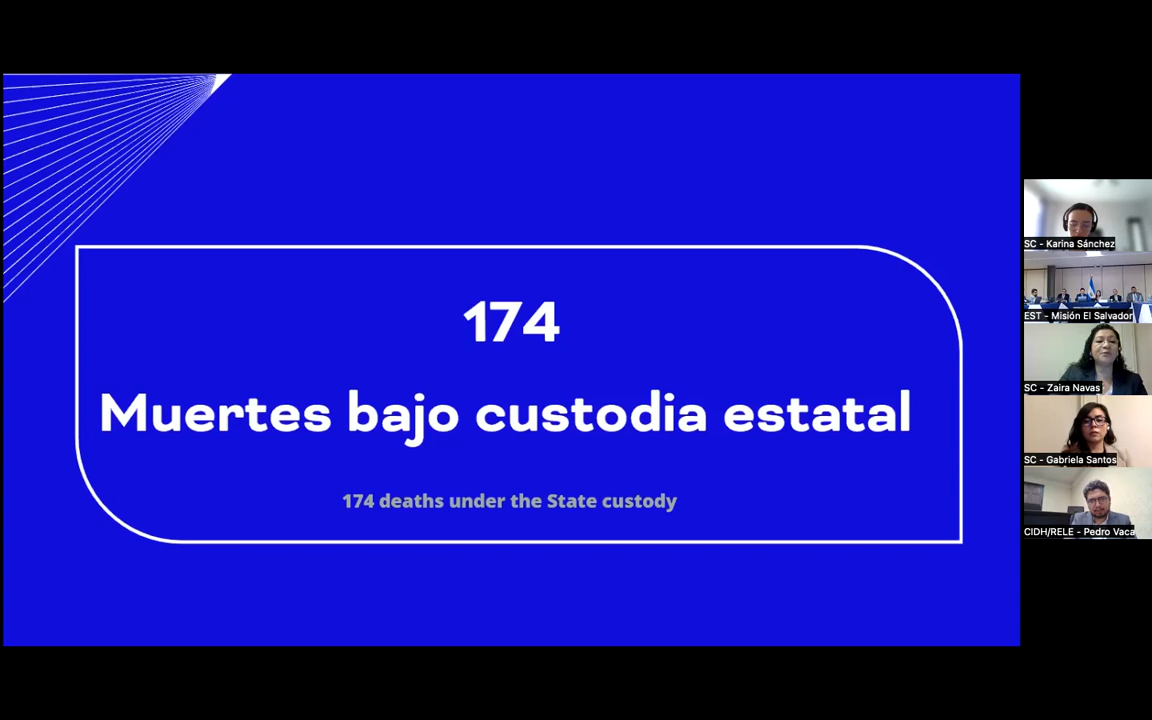 174
Muertes bajo custodia estatal
174 deaths under the State custody
SC - Karina Sánchez
EST - Misión El Salvador
SC - Zaira Navas
SC - Gabriela Santos
CIDH/RELE - Pedro Vaca